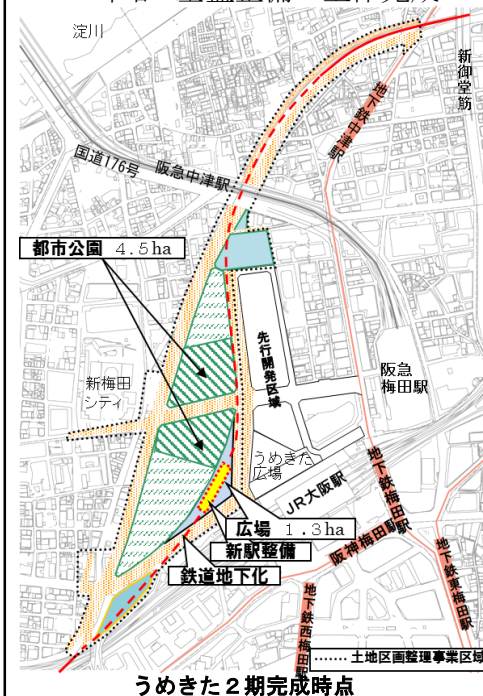 淀川
新御堂筋
地下鉄中津駅
国道176号
阪急中津駅
都市公園 4.5ha
先行開発区域
阪急
梅田駅
新梅田
シティ
うめきた
広場
JR大阪駅
地下鉄梅田駅
広場 1.3ha
新駅整備
阪神梅田駅
鉄道地下化
地下鉄東梅田駅
地下鉄西梅田駅
土地区画整理事業区域
うめきた２期完成時点